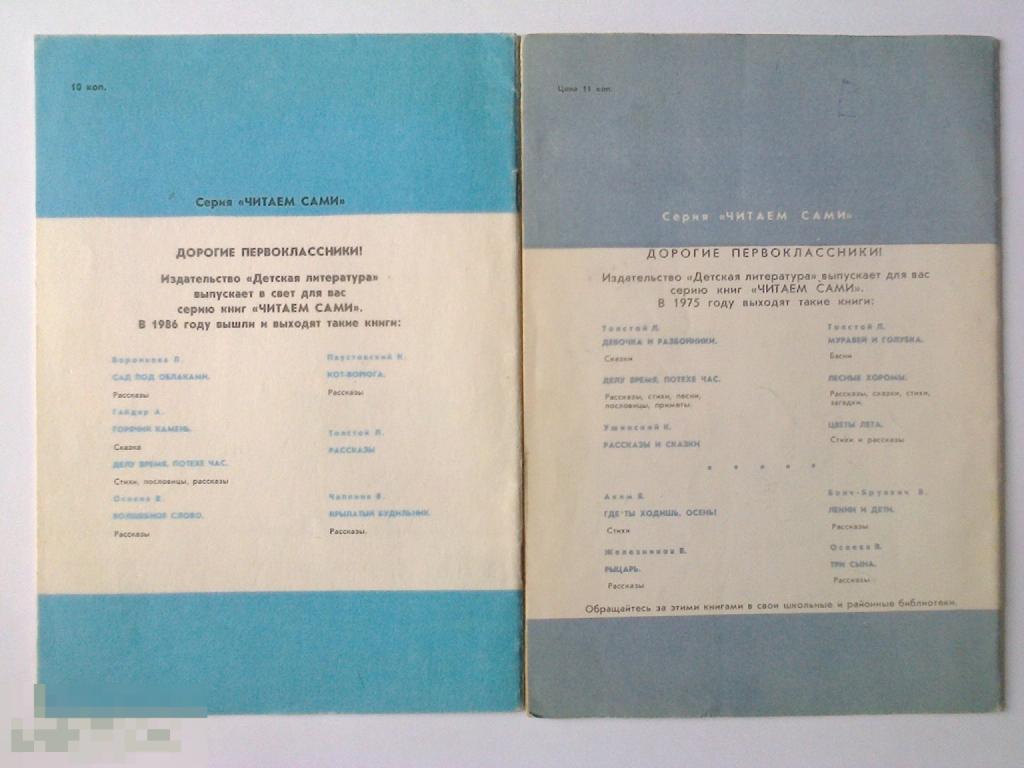 10 коп.
Серия «ЧИТАЕМ САМИ»
ДОРОГИЕ ПЕРВОКЛАССНИКИ!
Издательство «Детская литература»
выпускает в свет для вас
серию книг «ЧИТАЕМ САМИ».
В 1986 году вышли и выходят такие книги:
Воронкова Л.
САД ПОД ОБЛАКАМИ.
Рассказы
Гайдар А.
ГОРЯЧИЙ КАМЕНЬ.
Сказка
ДЕЛУ ВРЕМЯ, ПОТЕХЕ ЧАС.
Стихи, пословицы, рассказы
Осеева В.
ВОЛШЕБНОЕ СЛОВО.
Рассказы
Паустовский К.
КОТ-ВОРЮГА.
Рассказы
Толстой Л.
РАССКАЗЫ
Чаплина В.
КРЫЛАТЫЙ БУДИЛЬНИК.
Рассказы.
Цена 11 коп.
Серия «ЧИТАЕМ САМИ»
ДОРОГИЕ ПЕРВОКЛАССНИКИ!
Издательство «Детская литература» выпускает для вас
серию книг «ЧИТАЕМ САМИ».
В 1975 году выходят такие книги:
Толстой Л.
ДЕВОЧКА И РАЗБОЙНИКИ.
Сказки
ДЕЛУ ВРЕМЯ, ПОТЕХЕ ЧАС.
Рассказы, стихи, песни,
пословицы, приметы.
Ушинский К.
РАССКАЗЫ И СКАЗКИ
Толстой Л.
МУРАВЕЙ И ГОЛУБКА.
Басни
ЛЕСНЫЕ ХОРОМЫ.
Рассказы, сказки, стихи,
загадки.
ЦВЕТЫ ЛЕТА.
Стихи и рассказы
* * * * *
Аким Я.
ГДЕ ТЫ ХОДИШЬ, ОСЕНЬ!
Стихи
Железников В.
РЫЦАРЬ.
Рассказы
Бонч-Бруевич В.
ЛЕНИН И ДЕТИ.
Рассказы
Осеева В.
ТРИ СЫНА.
Рассказы
Обращайтесь за этими книгами в свои школьные и районные библиотеки.